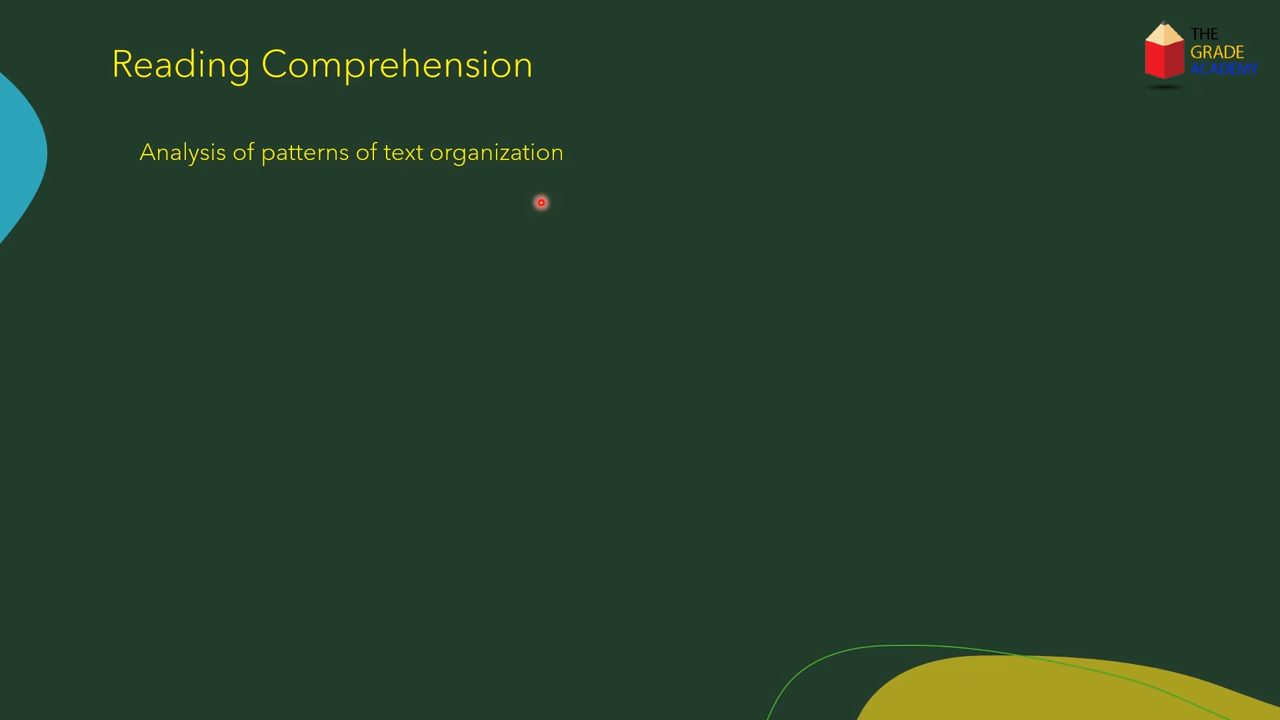 Reading Comprehension
THE
GRADE
ACADEMY
Analysis of patterns of text organization